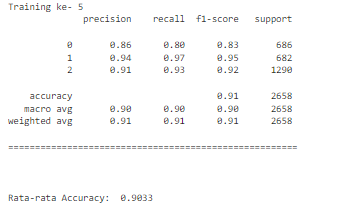 Training ke- 5
precision recall f1-score support
0 0.86 0.80 0.83 686
1 0.94 0.97 0.95 682
2 0.91 0.93 0.92 1290
accuracy 0.91 2658
macro avg 0.90 0.90 0.90 2658
weighted avg 0.91 0.91 0.91 2658
======================================================
Rata-rata Accuracy: 0.9033